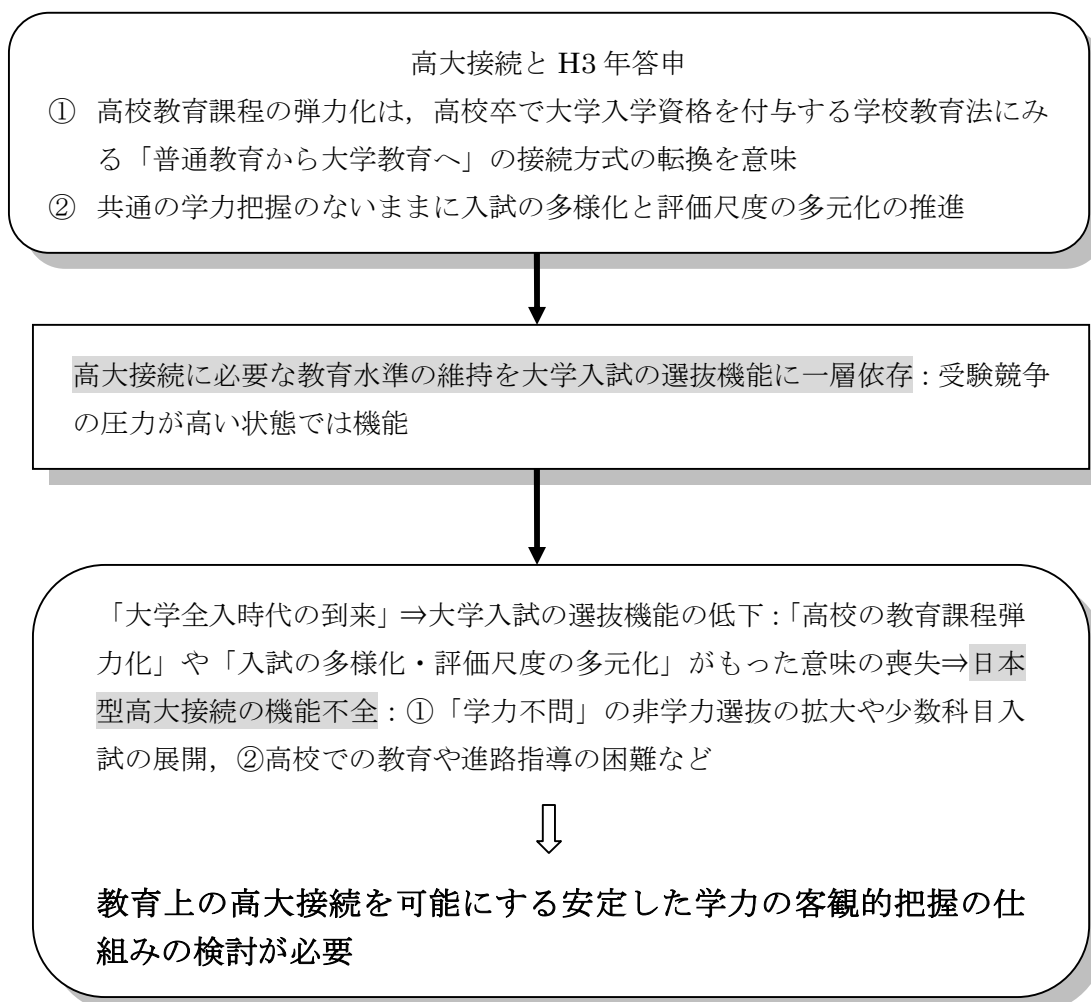 高大接続と H3 年答申
① 高校教育課程の弾力化は，高校卒で大学入学資格を付与する学校教育法にみ
る「普通教育から大学教育へ」の接続方式の転換を意味
② 共通の学力把握のないままに入試の多様化と評価尺度の多元化の推進
高大接続に必要な教育水準の維持を大学入試の選抜機能に一層依存：受験競争
の圧力が高い状態では機能
「大学全入時代の到来」⇒大学入試の選抜機能の低下：「高校の教育課程弾
力化」や「入試の多様化・評価尺度の多元化」がもった意味の喪失⇒日本
型高大接続の機能不全：①「学力不問」の非学力選抜の拡大や少数科目入
試の展開，②高校での教育や進路指導の困難など
教育上の高大接続を可能にする安定した学力の客観的把握の仕
組みの検討が必要